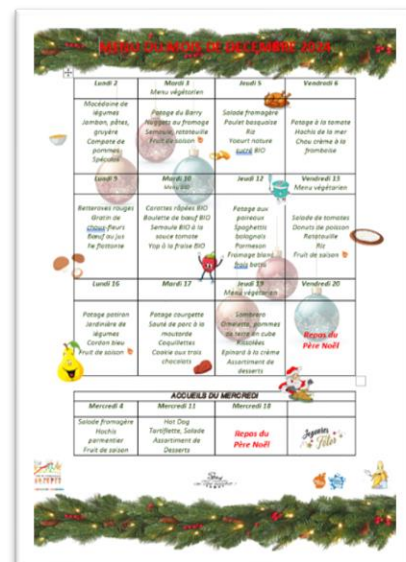 MENU DU MOIS DE DECEMBRE 2024
Lundi 2
Macédoine de
légumes
Jambon, pâtes,
gruyère
Compote de
pommes
Spéculos
Mardi 3
Menu végétarien
Potage du Barry
Nuggets au fromage
Semoule, ratatouille
Fruit de saison
Jeudi 5
Salade fromagère
Poulet basquaise
Riz
Yaourt nature
sucré BIO
Vendredi 6
Potage à la tomate
Hachis de la mer
Chou crème à la
framboise
Lundi 9
Betteraves rouges
Gratin de
choux-fleurs
Bœuf au jus
Ile flottante
Mardi 10
Menu BIO
Carottes râpées BIO
Boulette de bœuf BIO
Semoule BIO à la
sauce tomate
Yop à la fraise BIO
Jeudi 12
Potage aux
poireaux
Spaghettis
bolognais
Parmesan
Fromage blanc
frais battu
Vendredi 13
Menu végétarien
Salade de tomates
Donuts de poisson
Ratatouille
Riz
Fruit de saison
Lundi 16
Potage potiron
Jardinière de
légumes
Cordon bleu
Fruit de saison
Mardi 17
Potage courgette
Sauté de porc à la
moutarde
Coquillettes
Cookie aux trois
chocolats
Jeudi 19
Menu végétarien
Sombrero
Omelette, pommes
de terre en cube
Rissolées
Epinard à la crème
Assortiment de
desserts
Vendredi 20
Repas du
Père Noël
ACCUEILS DU MERCREDI
Mercredi 4
Salade fromagère
Hachis
parmentier
Fruit de saison
Mercredi 11
Hot Dog
Tartiflette, Salade
Assortiment de
Desserts
Mercredi 18
Repas du
Père Noël
Joyeuses
Fêtes